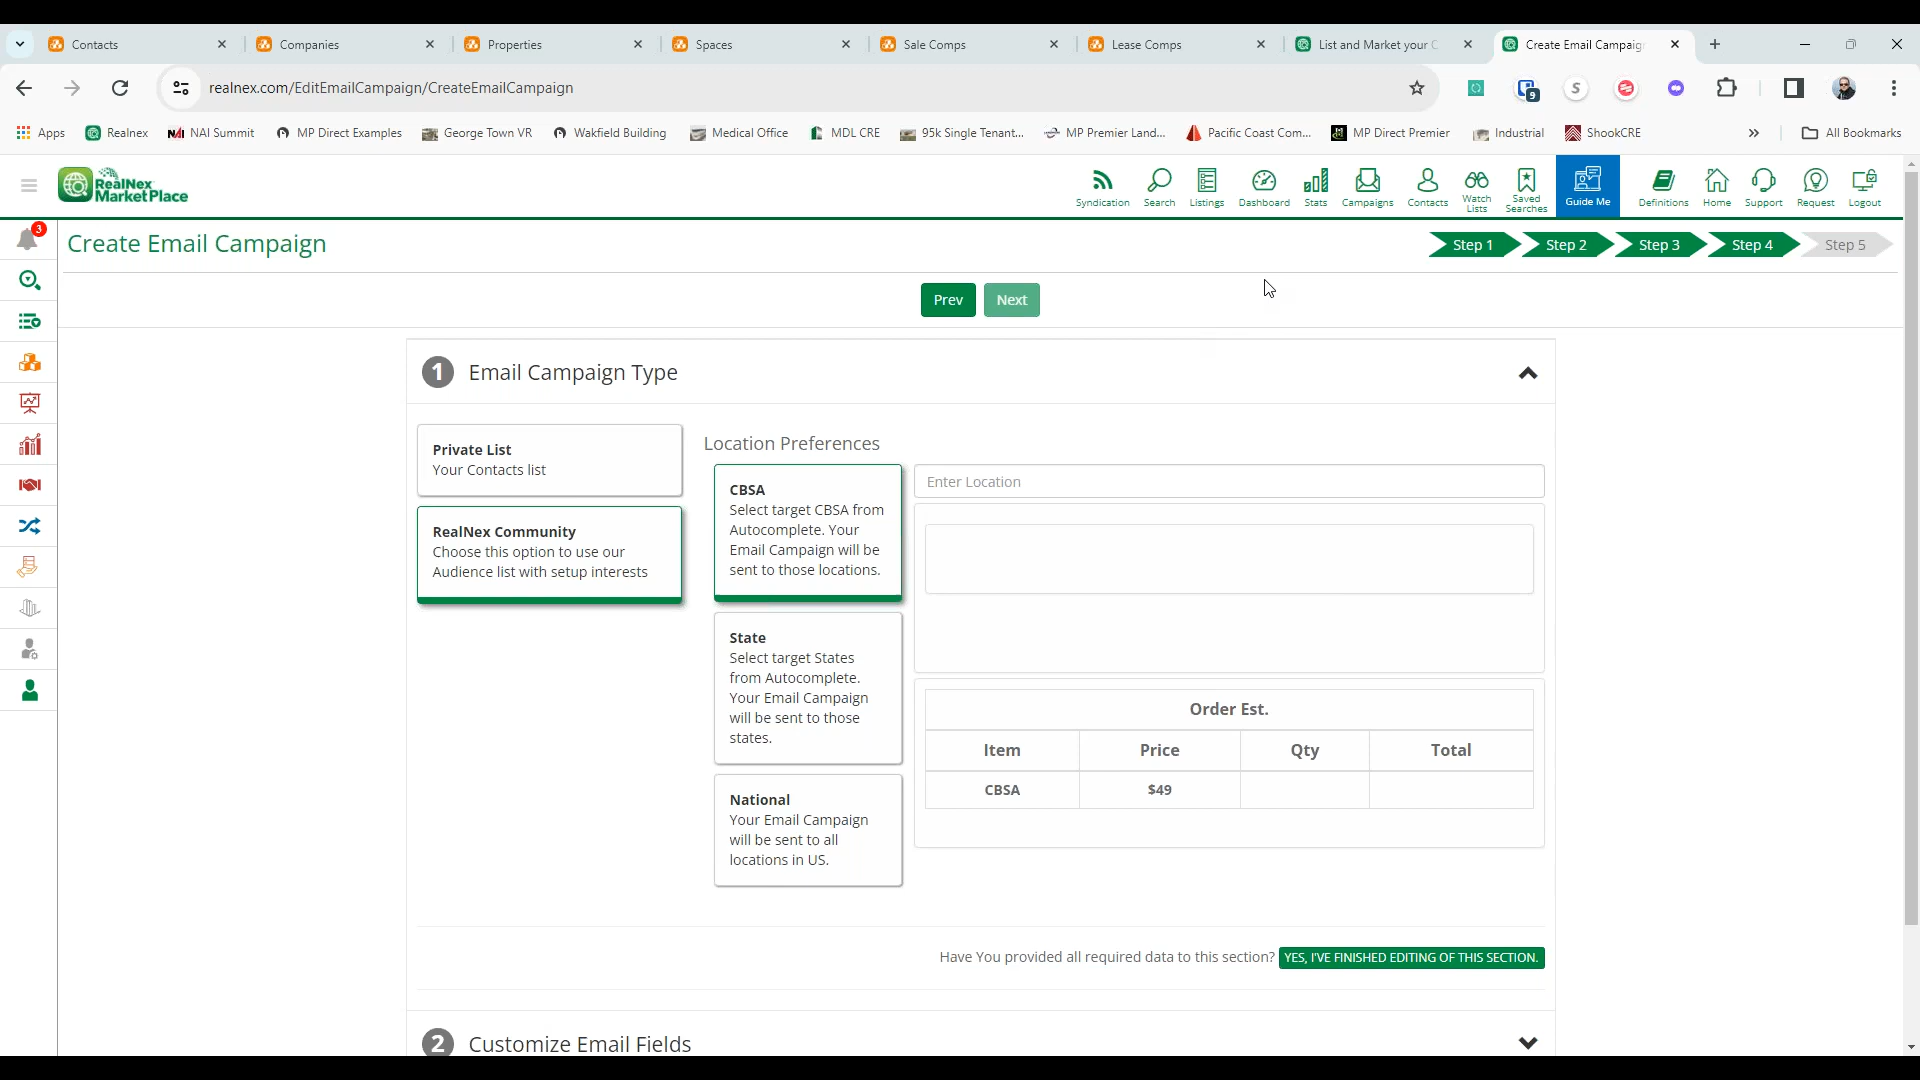 Contacts
Companies
Properties
Spaces
Sale Comps
Lease Comps
List and Market your C
Create Email Campaign
realnex.com/EditEmailCampaign/CreateEmailCampaign
S
9
Apps
Realnex
NAI Summit
MP Direct Examples
George Town VR
Wakfield Building
Medical Office
MDL CRE
95k Single Tenant...
MP Premier Land...
Pacific Coast Com...
MP Direct Premier
Industrial
ShookCRE
All Bookmarks
RealNex
MarketPlace
Syndication
Search
Listings
Dashboard
Stats
Campaigns
Contacts
Watch
Lists
Saved
Searches
Guide Me
Definitions
Home
Support
Request
Logout
3
Create Email Campaign
Step 1
Step 2
Step 3
Step 4
Step 5
Prev
Next
1 Email Campaign Type
Private List
Your Contacts list
RealNex Community
Choose this option to use our
Audience list with setup interests
Location Preferences
CBSA
Select target CBSA from
Autocomplete. Your
Email Campaign will be
sent to those locations.
State
Select target States
from Autocomplete.
Your Email Campaign
will be sent to those
states.
National
Your Email Campaign
will be sent to all
locations in US.
Enter Location
Order Est.
Item Price Qty Total
CBSA $49
Have You provided all required data to this section? YES, I'VE FINISHED EDITING OF THIS SECTION.
2 Customize Email Fields